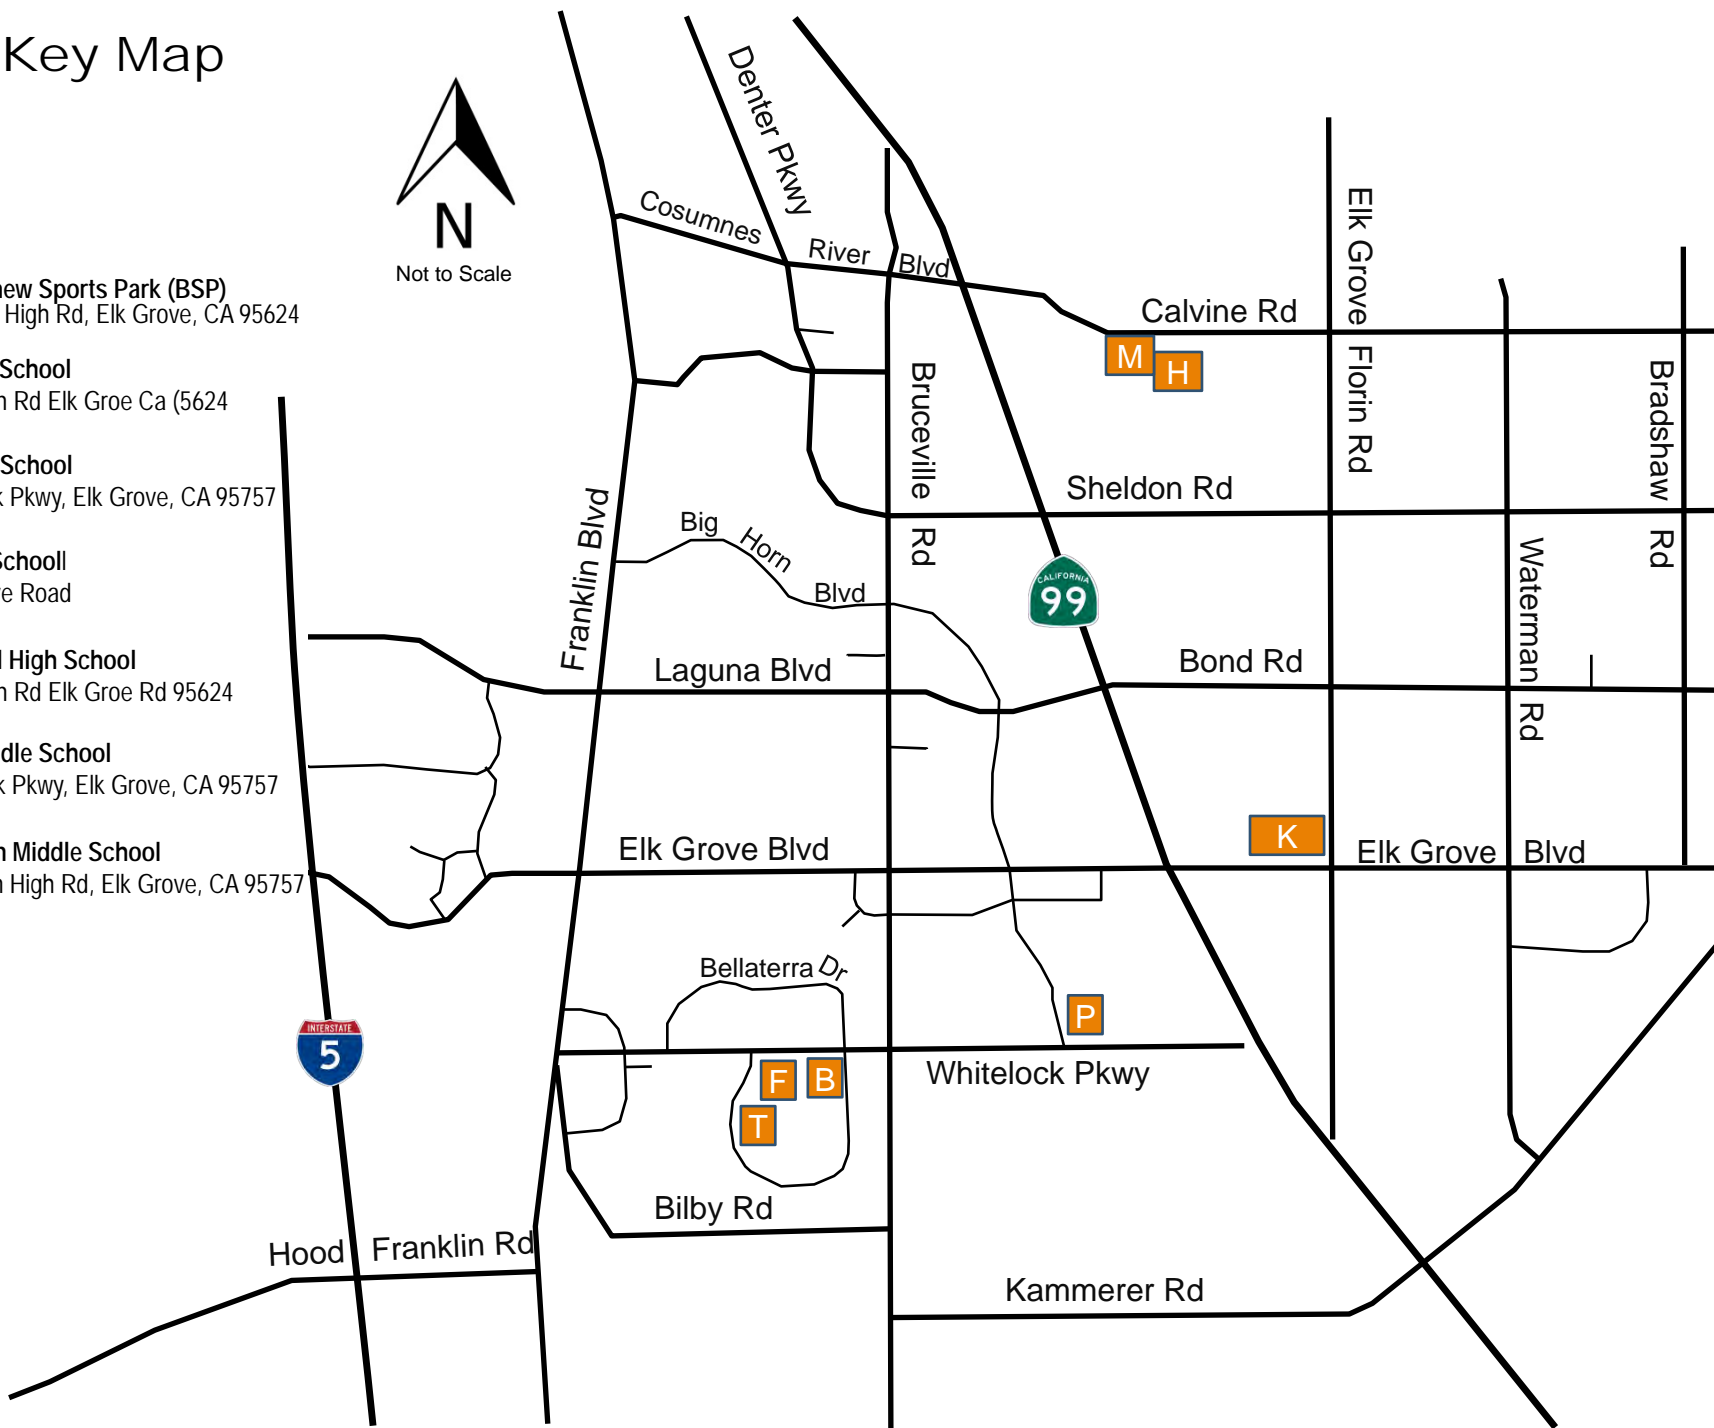 Key Map
N
Not to Scale
new Sports Park (BSP)
High Rd, Elk Grove, CA 95624
School
n Rd Elk Groe Ca (5624
School
k Pkwy, Elk Grove, CA 95757
Schooll
e Road
l High School
n Rd Elk Groe Rd 95624
dle School
k Pkwy, Elk Grove, CA 95757
n Middle School
n High Rd, Elk Grove, CA 95757
Denter Pkwy
Cosumnes River Blvd
Calvine Rd
Elk Grove Florin Rd
M
H
Bruceville Rd
Bradshaw Rd
Sheldon Rd
Franklin Blvd
Big Horn Blvd
CALIFORNIA
99
Waterman Rd
Laguna Blvd
Bond Rd
K
Elk Grove Blvd
Elk Grove Blvd
Bellaterra Dr
P
INTERSTATE
5
Whitelock Pkwy
F
B
T
Bilby Rd
Hood Franklin Rd
Kammerer Rd